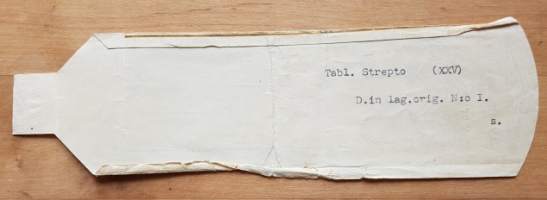 Tabl. Strepto (XXV)
D.in lag.orig. N:o I.
s.